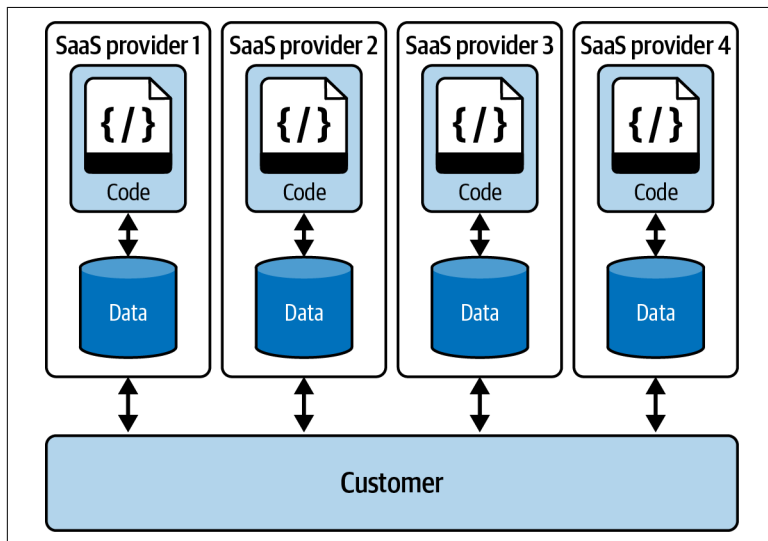 SaaS provider 1
SaaS provider 2
SaaS provider 3
SaaS provider 4
{/}
{/}
{/}
{/}
Code
Code
Code
Code
Data
Data
Data
Data
Customer